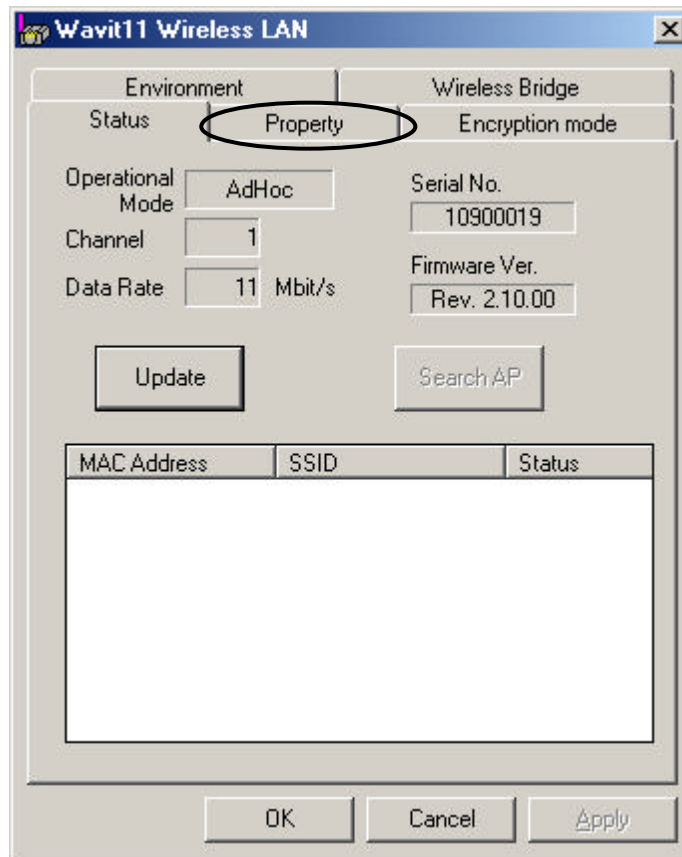 Wavit11 Wireless LAN
Environment Wireless Bridge
Status Property Encryption mode
Operational Mode AdHoc
Channel 1
Data Rate 11 Mbit/s
Serial No.
10900019
Firmware Ver.
Rev. 2.10.00
Update Search AP
MAC Address SSID Status
OK Cancel Apply